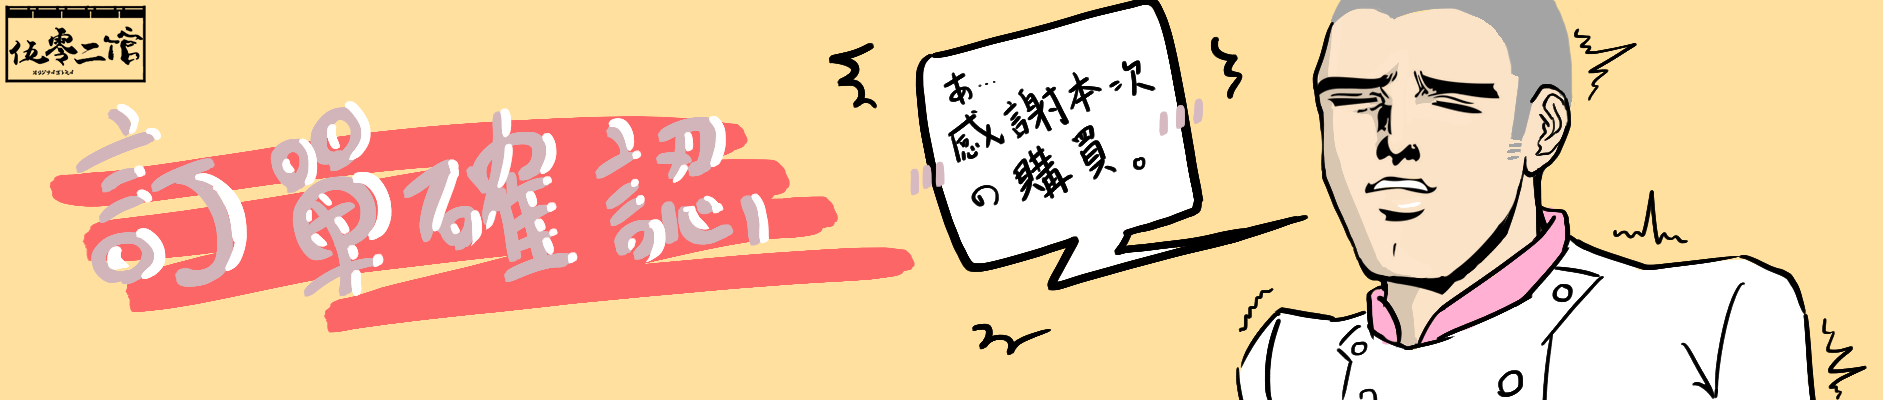 伍零二館
訂單確認
あ…
感謝本次
の購買。